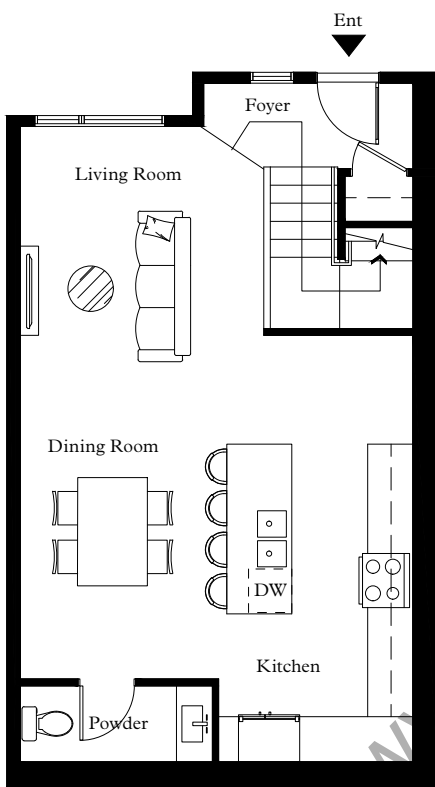 Ent
Foyer
Living Room
Dining Room
DW
Kitchen
Powder